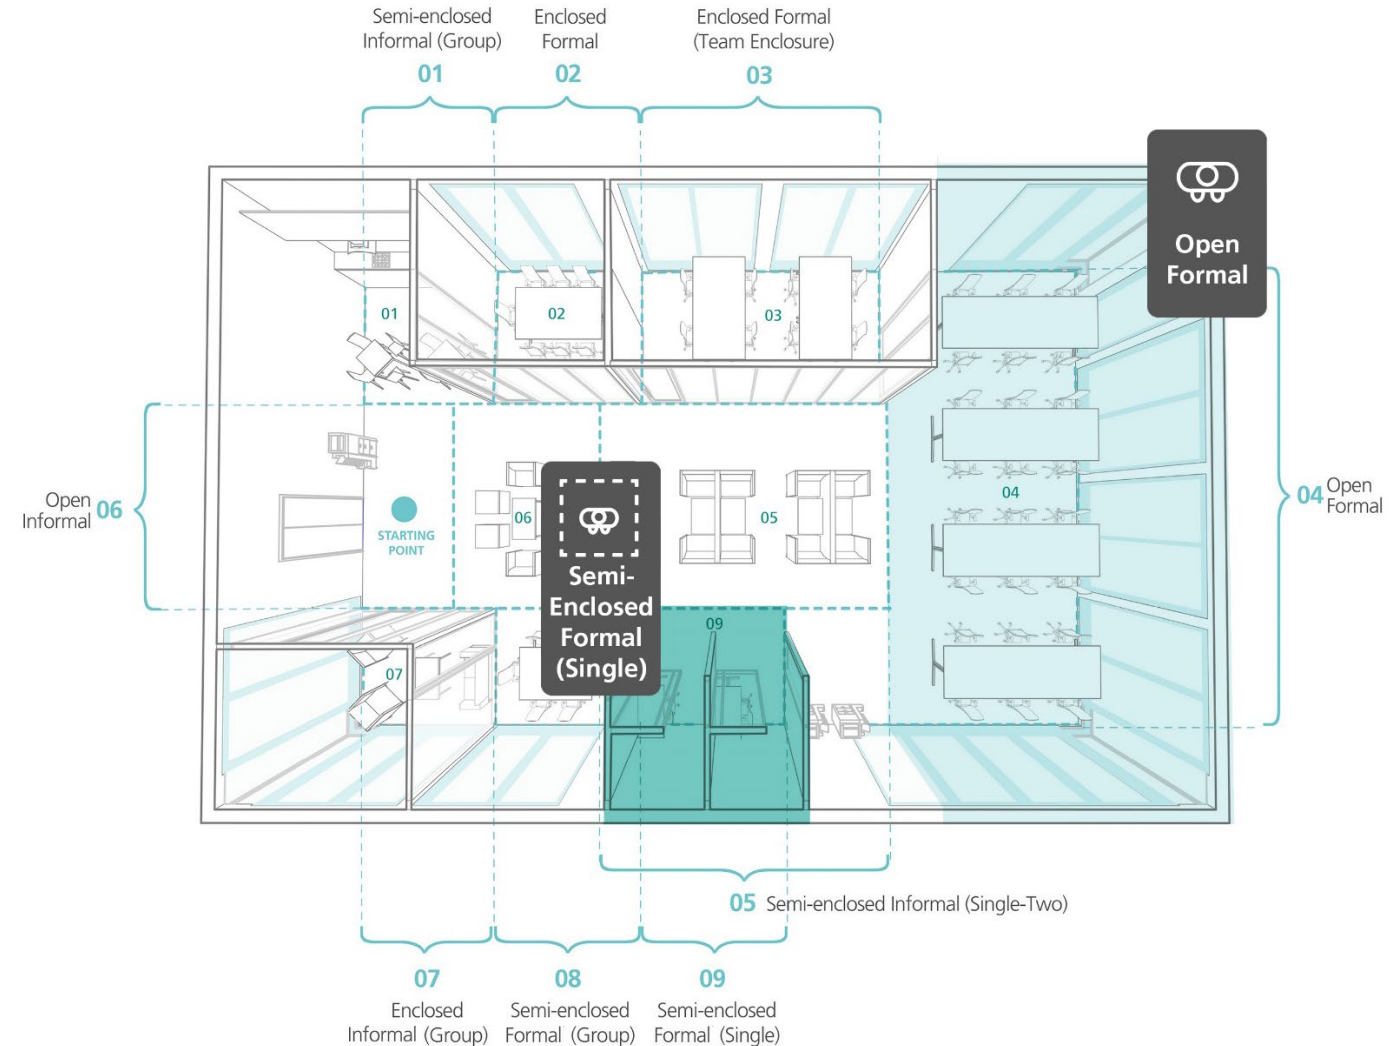 Semi-enclosed
Informal (Group)
01
Enclosed
Formal
02
Enclosed Formal
(Team Enclosure)
03
Open
Formal
01
02
03
04 Open
Formal
Open
Informal 06
STARTING
POINT
06
05
04
Semi-
Enclosed
Formal
(Single)
09
07
05 Semi-enclosed Informal (Single-Two)
07
Enclosed
Informal (Group)
08
Semi-enclosed
Formal (Group)
09
Semi-enclosed
Formal (Single)